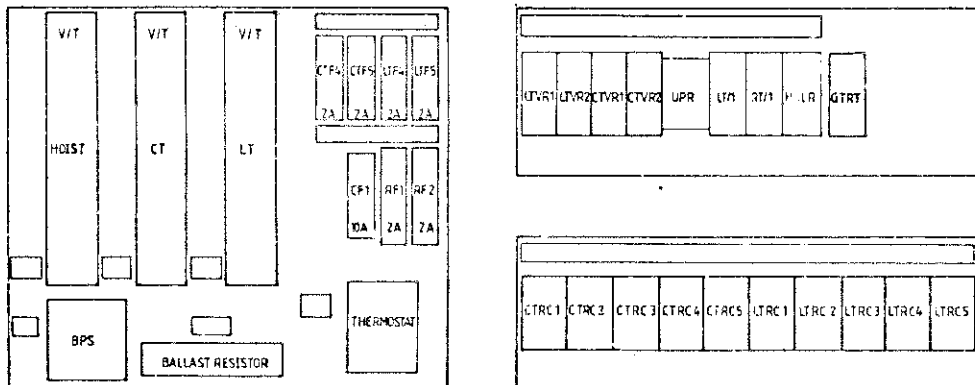 V/T V/T V/T
CTF4 CTF5 LTF4 LTF5
2A 2A 2A 2A
HOIST CT LT
CF1 RF1 RF2
10A 2A 2A
BPS THERMOSTAT
BALLAST RESISTOR
LTVR1 LTVR2 CTVR1 CTVR2 UPR GTRT
CTRC1 CTRC2 CTRC3 CTRC4 CTRC5 LTRC1 LTRC2 LTRC3 LTRC4 LTRC5